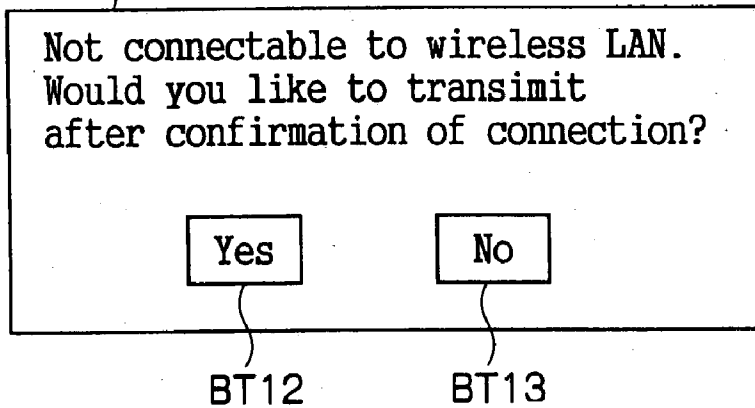 Not connectable to wireless LAN.
Would you like to transimit
after confirmation of connection?
Yes No
BT12 BT13